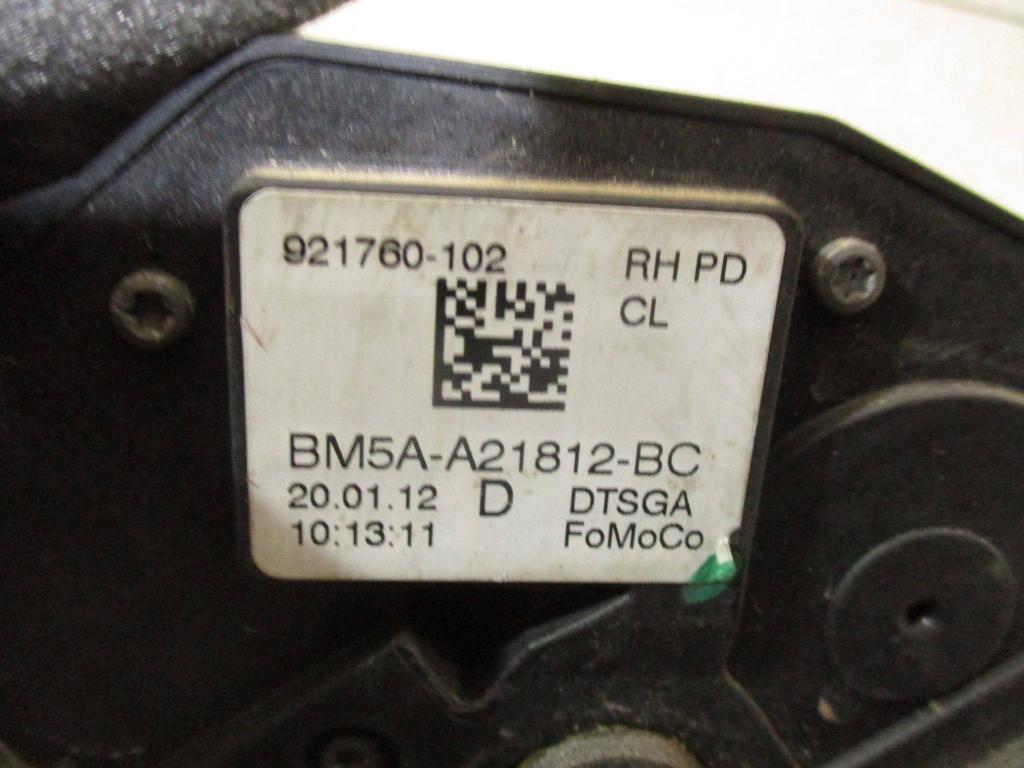 921760-102 RH PD
CL
BM5A-A21812-BC
20.01.12 D DTSGA
10:13:11 FoMoCo